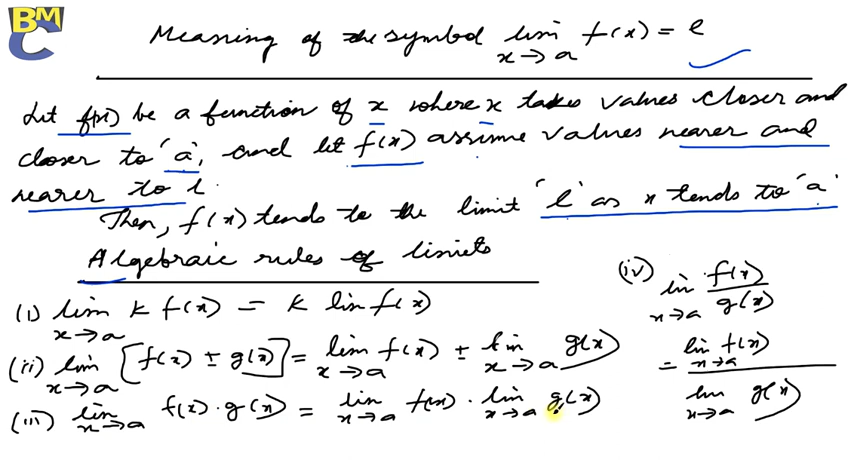 BMC
Meaning of the symbol lim x→a f(x) = l
Let f(x) be a function of x where x takes values closer and
closer to 'a', and let f(x) assume values nearer and
nearer to l.
Then, f(x) tends to the limit 'l' as x tends to 'a'
Algebraic rules of limits
(i) lim x→a k f(x) = k lim f(x)
(ii) lim x→a [f(x) ± g(x)] = lim x→a f(x) ± lim x→a g(x)
(iii) lim x→a f(x) · g(x) = lim x→a f(x) · lim x→a g(x)
(iv) lim x→a f(x)/g(x)
= lim x→a f(x) / lim x→a g(x)